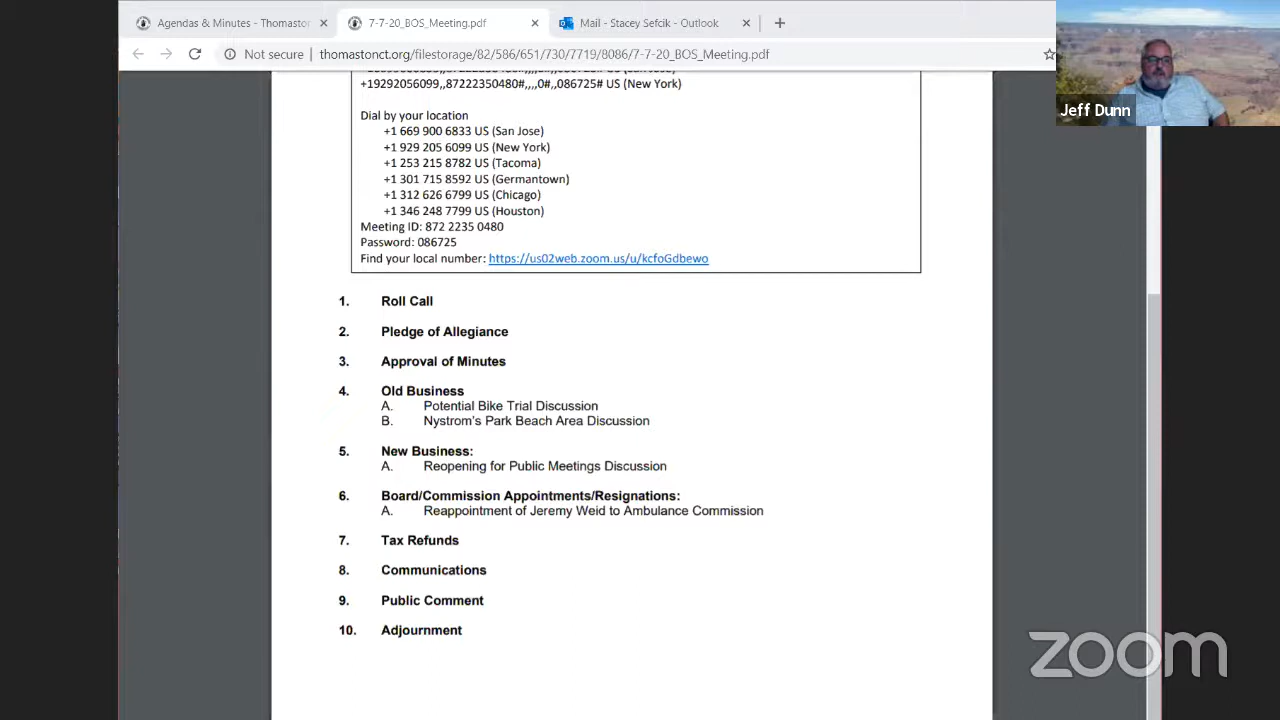 Agendas & Minutes - Thomaston
7-7-20_BOS_Meeting.pdf
Mail - Stacey Sefcik - Outlook
Not secure | thomastonct.org/filestorage/82/586/651/730/7719/8086/7-7-20_BOS_Meeting.pdf
Jeff Dunn
+19292056099,,87222350480#,,,,0#,,086725# US (New York)
Dial by your location
+1 669 900 6833 US (San Jose)
+1 929 205 6099 US (New York)
+1 253 215 8782 US (Tacoma)
+1 301 715 8592 US (Germantown)
+1 312 626 6799 US (Chicago)
+1 346 248 7799 US (Houston)
Meeting ID: 872 2235 0480
Password: 086725
Find your local number: https://us02web.zoom.us/u/kcfoGdbewo
1. Roll Call
2. Pledge of Allegiance
3. Approval of Minutes
4. Old Business
A. Potential Bike Trial Discussion
B. Nystrom's Park Beach Area Discussion
5. New Business:
A. Reopening for Public Meetings Discussion
6. Board/Commission Appointments/Resignations:
A. Reappointment of Jeremy Weid to Ambulance Commission
7. Tax Refunds
8. Communications
9. Public Comment
10. Adjournment
zoom